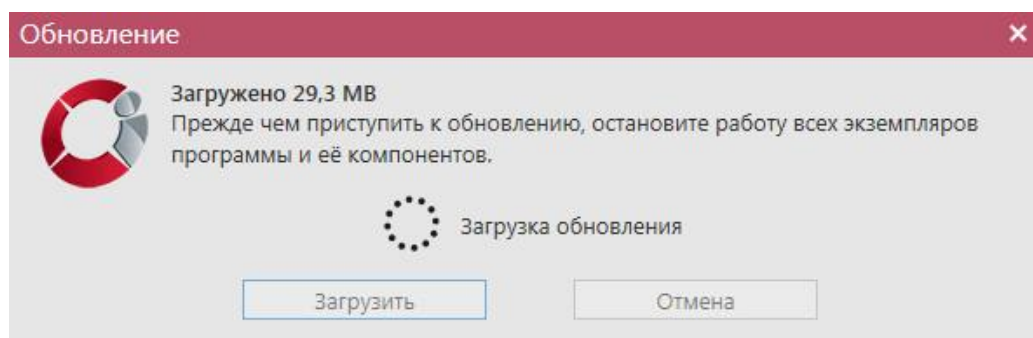 Обновление
Загружено 29,3 MB
Прежде чем приступить к обновлению, остановите работу всех экземпляров
программы и её компонентов.
Загрузка обновления
Загрузить Отмена